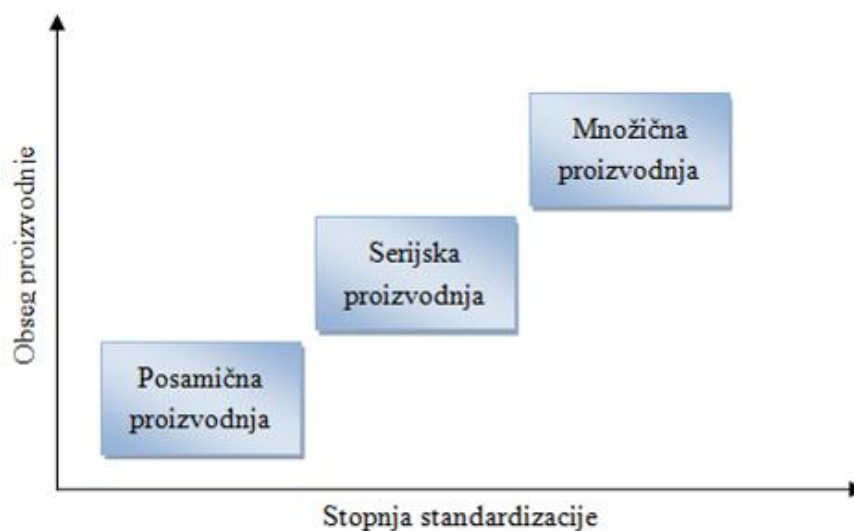 Obseg proizvodnje
Množična
proizvodnja
Serijska
proizvodnja
Posamična
proizvodnja
Stopnja standardizacije